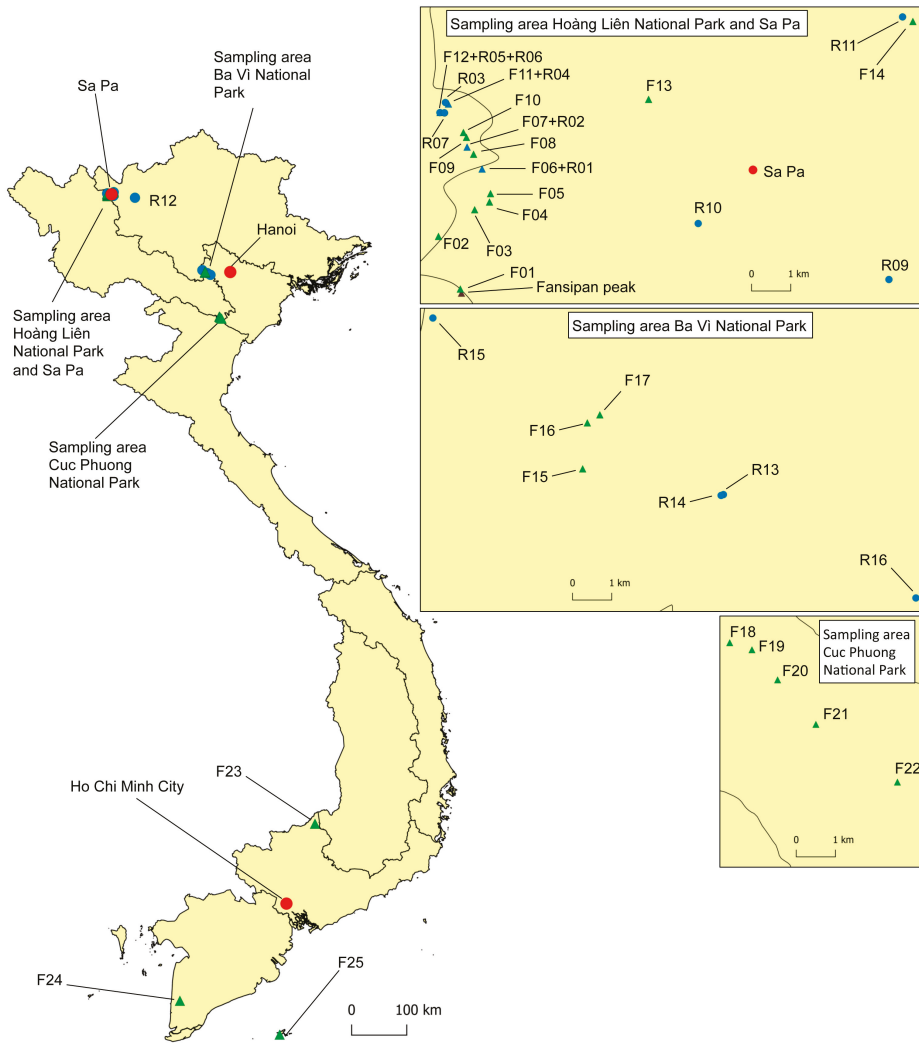 Sampling area
Ba Vì National
Park
Sa Pa
R12
Hanoi
Sampling area
Hoàng Liên
National Park
and Sa Pa
Sampling area
Cuc Phuong
National Park
F23
Ho Chi Minh City
F24
F25
0 100 km
Sampling area Hoàng Liên National Park and Sa Pa
R11
F14
F12+R05+R06
R03
F11+R04
F13
F10
R07
F07+R02
F09
F08
F06+R01
Sa Pa
F05
F04
R10
F02
F03
R09
F01
0 1 km
Fansipan peak
Sampling area Ba Vì National Park
R15
F17
F16
F15
R13
R14
R16
0 1 km
Sampling area
Cuc Phuong
National Park
F18
F19
F20
F21
F22
0 1 km